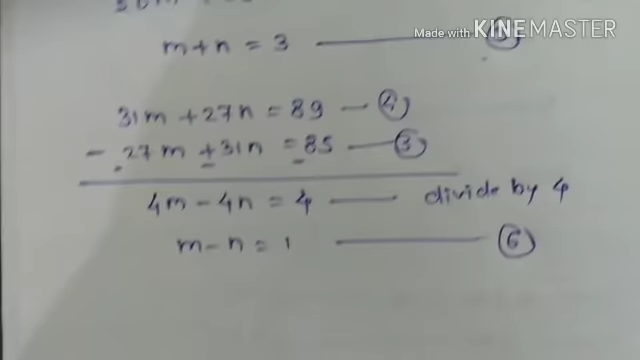 Made with KINEMASTER
m+n = 3
31m + 27n = 89 — ④
- 27m + 31n = 85 — ③
4m - 4n = 4 — divide by 4
m - n = 1 — ⑥